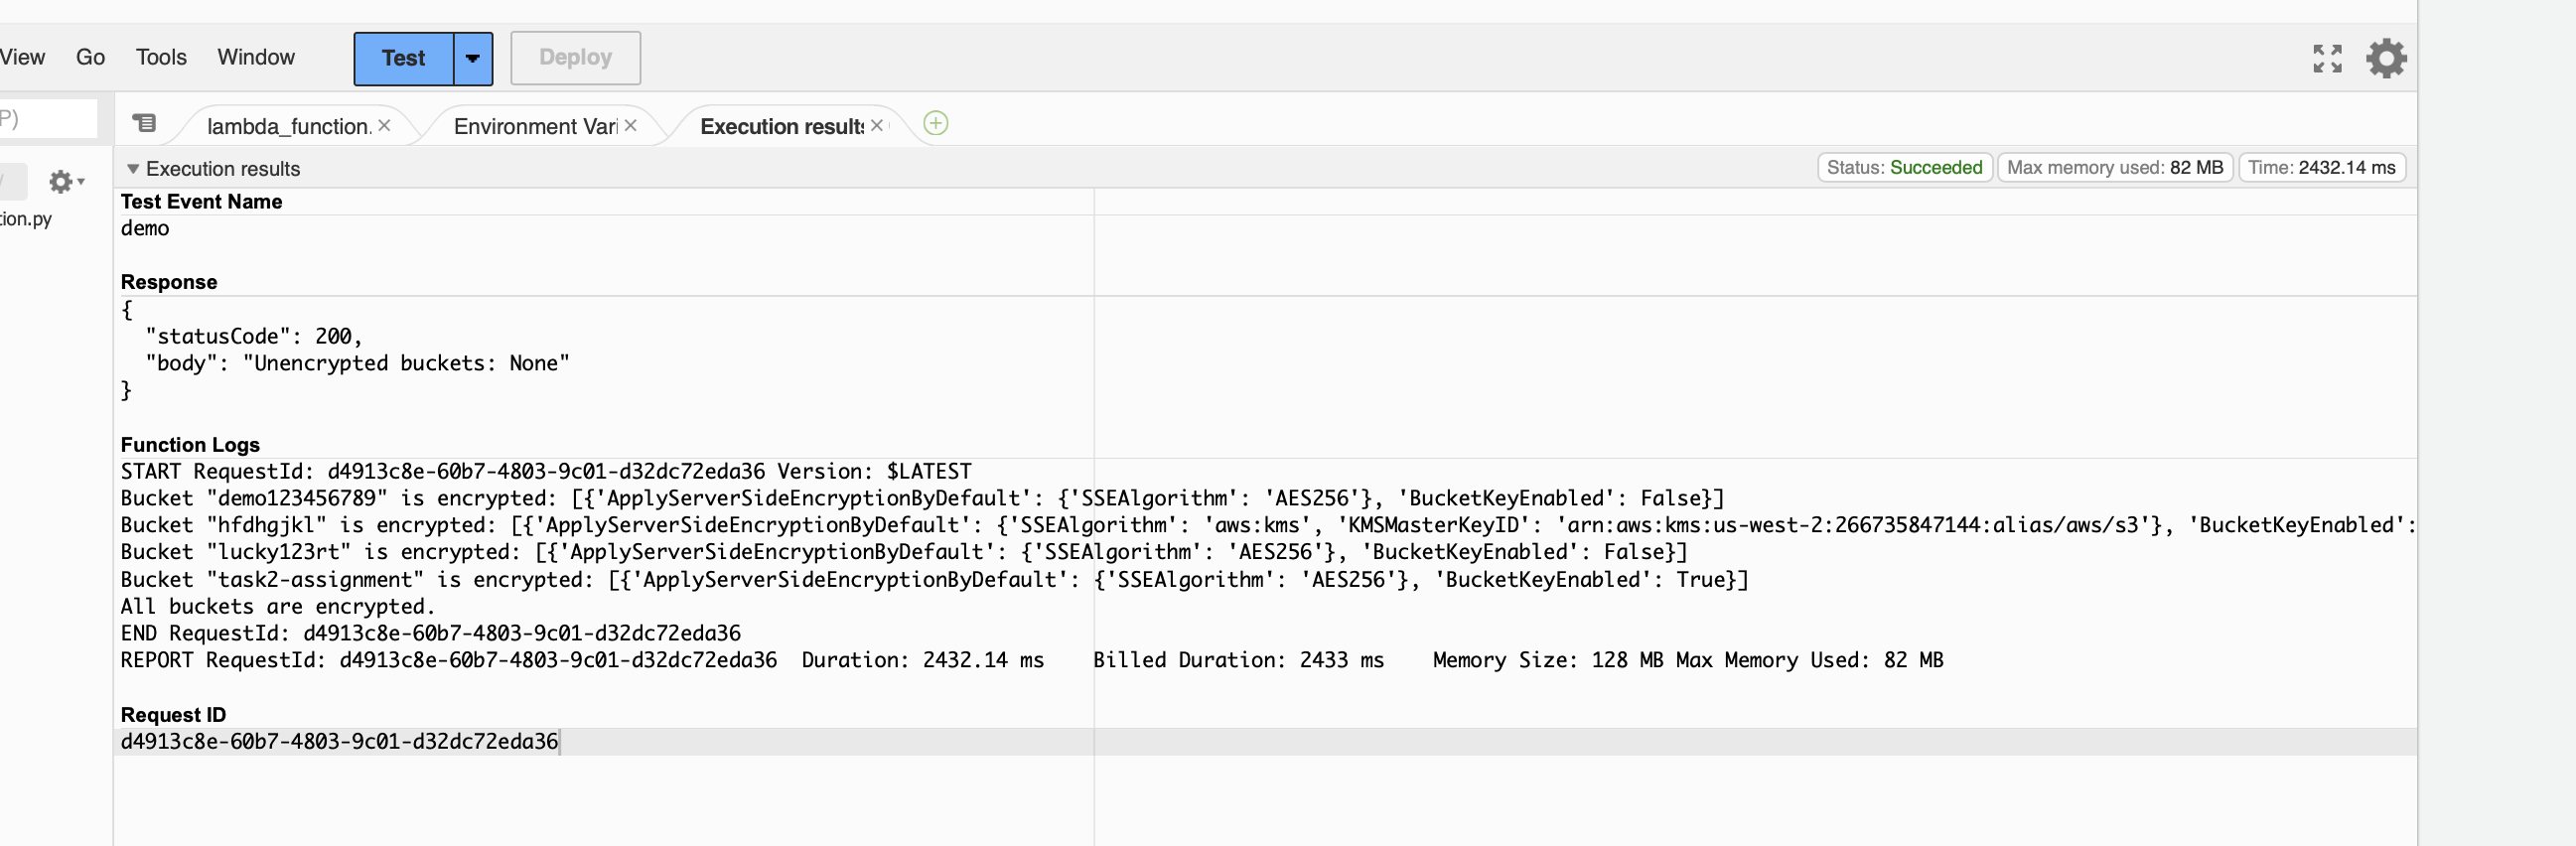 View Go Tools Window Test Deploy
P)
lambda_function. Environment Vari Execution results
Execution results Status: Succeeded Max memory used: 82 MB Time: 2432.14 ms
tion.py
Test Event Name
demo
Response
{
"statusCode": 200,
"body": "Unencrypted buckets: None"
}
Function Logs
START RequestId: d4913c8e-60b7-4803-9c01-d32dc72eda36 Version: $LATEST
Bucket "demo123456789" is encrypted: [{'ApplyServerSideEncryptionByDefault': {'SSEAlgorithm': 'AES256'}, 'BucketKeyEnabled': False}]
Bucket "hfdhgjkl" is encrypted: [{'ApplyServerSideEncryptionByDefault': {'SSEAlgorithm': 'aws:kms', 'KMSMasterKeyID': 'arn:aws:kms:us-west-2:266735847144:alias/aws/s3'}, 'BucketKeyEnabled':
Bucket "lucky123rt" is encrypted: [{'ApplyServerSideEncryptionByDefault': {'SSEAlgorithm': 'AES256'}, 'BucketKeyEnabled': False}]
Bucket "task2-assignment" is encrypted: [{'ApplyServerSideEncryptionByDefault': {'SSEAlgorithm': 'AES256'}, 'BucketKeyEnabled': True}]
All buckets are encrypted.
END RequestId: d4913c8e-60b7-4803-9c01-d32dc72eda36
REPORT RequestId: d4913c8e-60b7-4803-9c01-d32dc72eda36 Duration: 2432.14 ms Billed Duration: 2433 ms Memory Size: 128 MB Max Memory Used: 82 MB
Request ID
d4913c8e-60b7-4803-9c01-d32dc72eda36